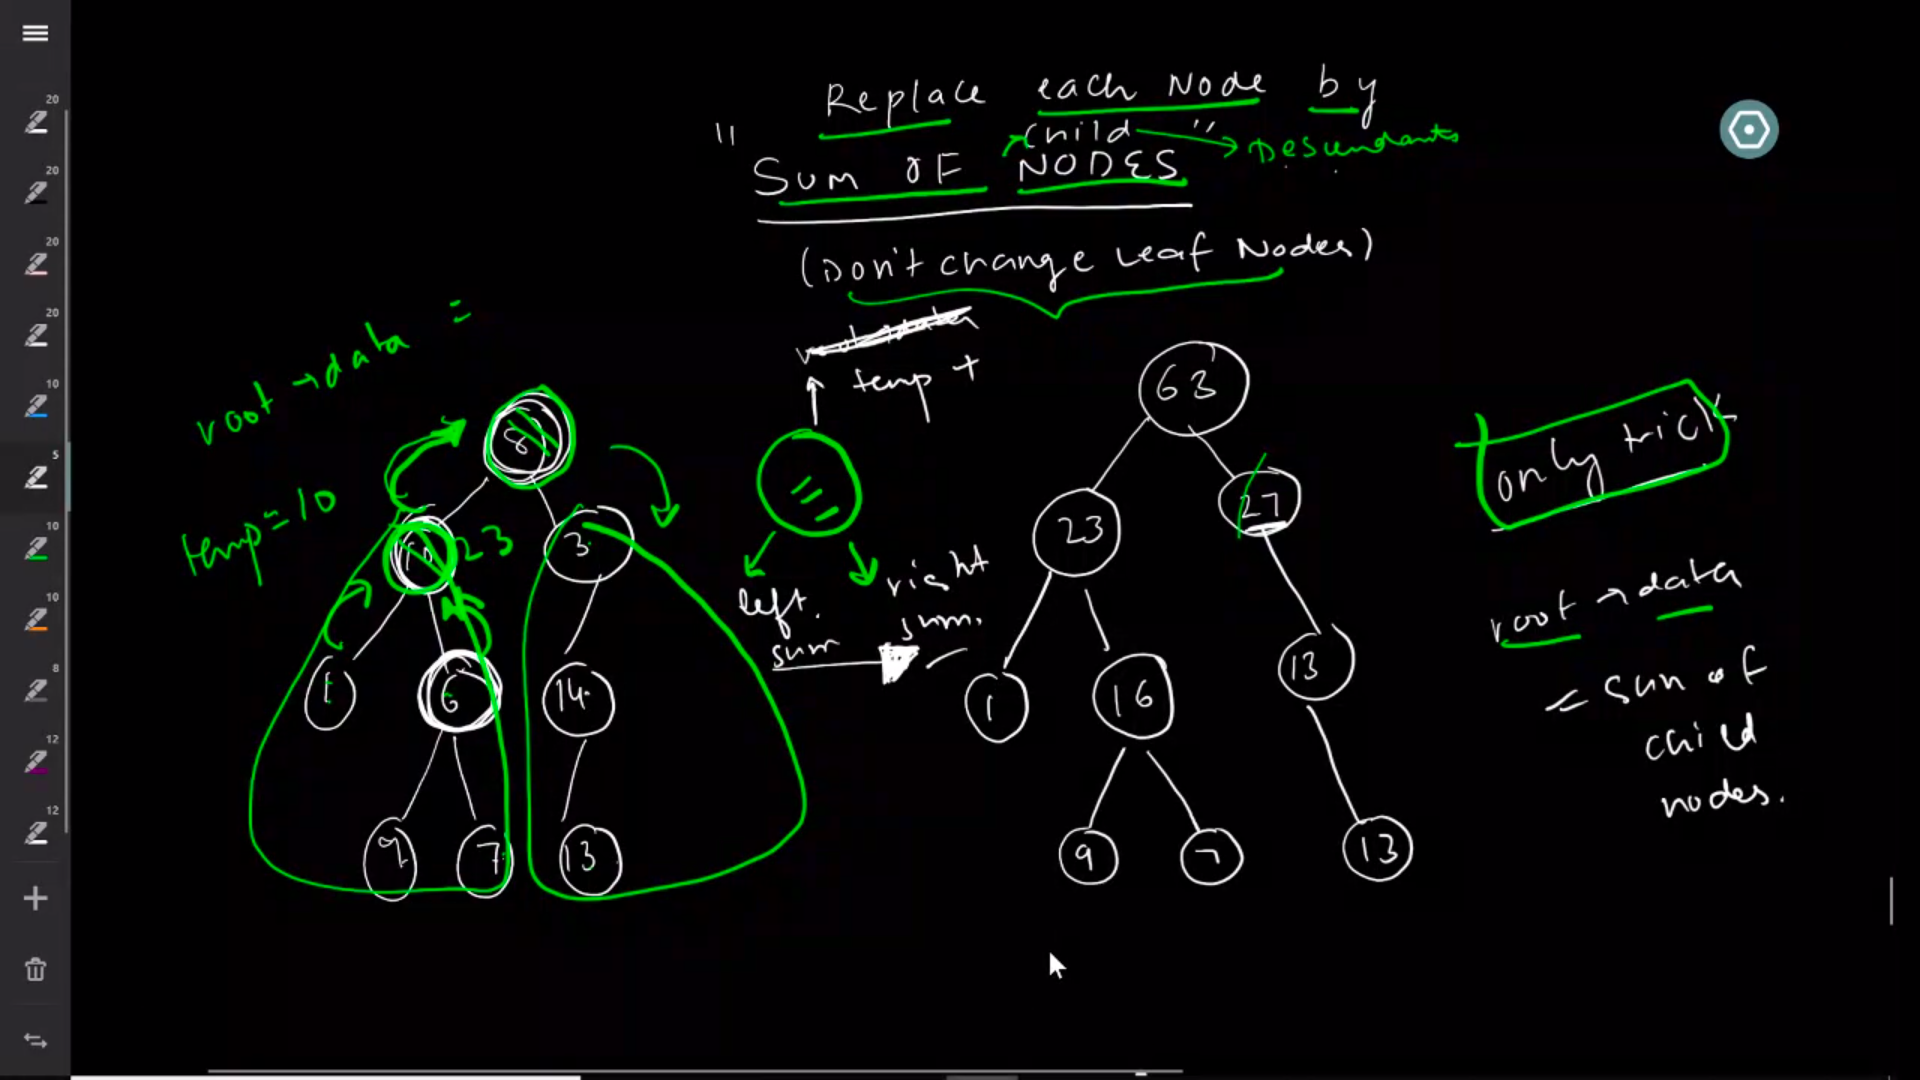 Replace each Node by
child " → Descendants
" Sum OF NODES
(Don't change Leaf Nodes)
root → data =
temp +
63
8
only trick
temp = 10
23
3
left sum
right sum.
23
27
root → data
= sum of
child
nodes.
1
6
14
1
16
13
9
7
13
9
7
13
20
20
20
20
10
5
10
10
8
12
12